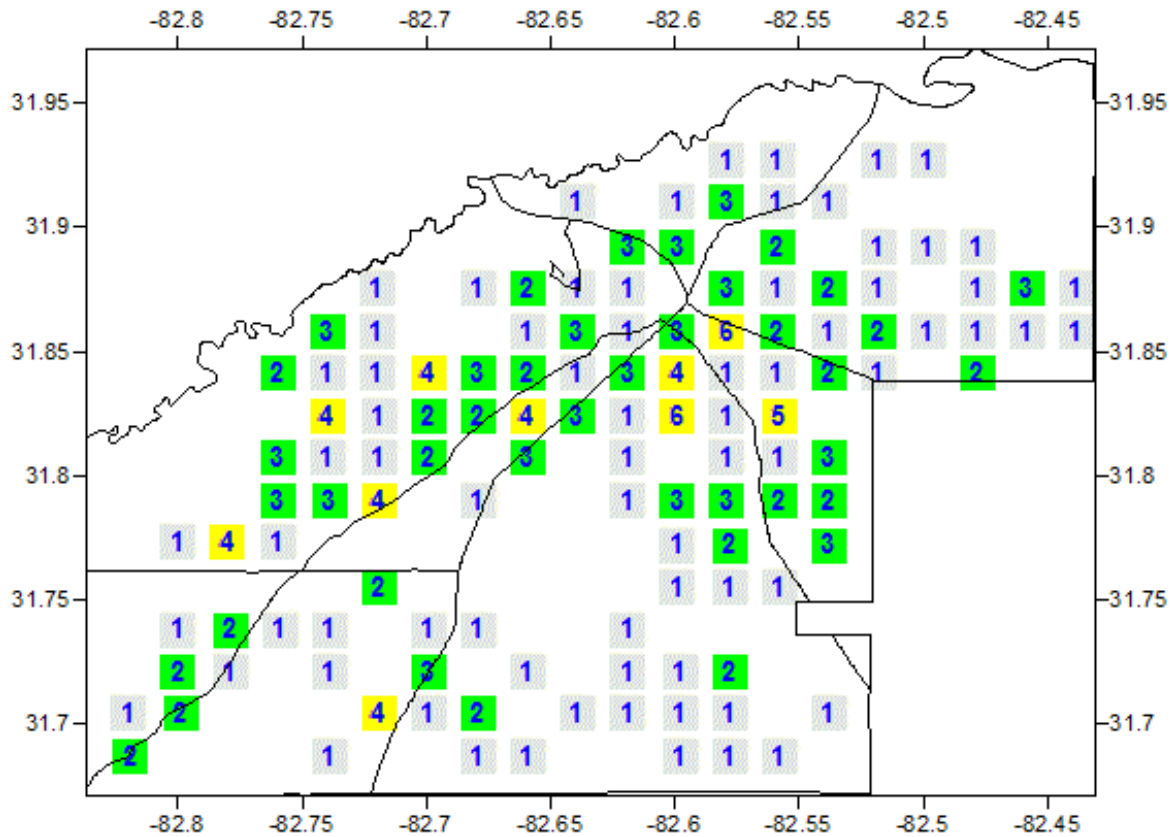 -82.8 -82.75 -82.7 -82.65 -82.6 -82.55 -82.5 -82.45
31.95 31.95
1 1 1 1
1 1 3 1 1
31.9 31.9
3 3 2 1 1 1
1 1 2 1 1 3 1 2 1 1 3 1
3 1 1 3 1 3 6 2 1 2 1 1 1 1
31.85 31.85
2 1 1 4 3 2 1 3 4 1 1 2 1 2
4 1 2 2 4 3 1 6 1 5
3 1 1 2 3 1 1 1 3
31.8 31.8
3 3 4 1 1 3 3 2 2
1 4 1 1 2 3
2 1 1 1
31.75 31.75
1 2 1 1 1 1 1
2 1 1 3 1 1 1 2
1 2 4 1 2 1 1 1 1 1
31.7 31.7
2 1 1 1 1 1 1
-82.8 -82.75 -82.7 -82.65 -82.6 -82.55 -82.5 -82.45